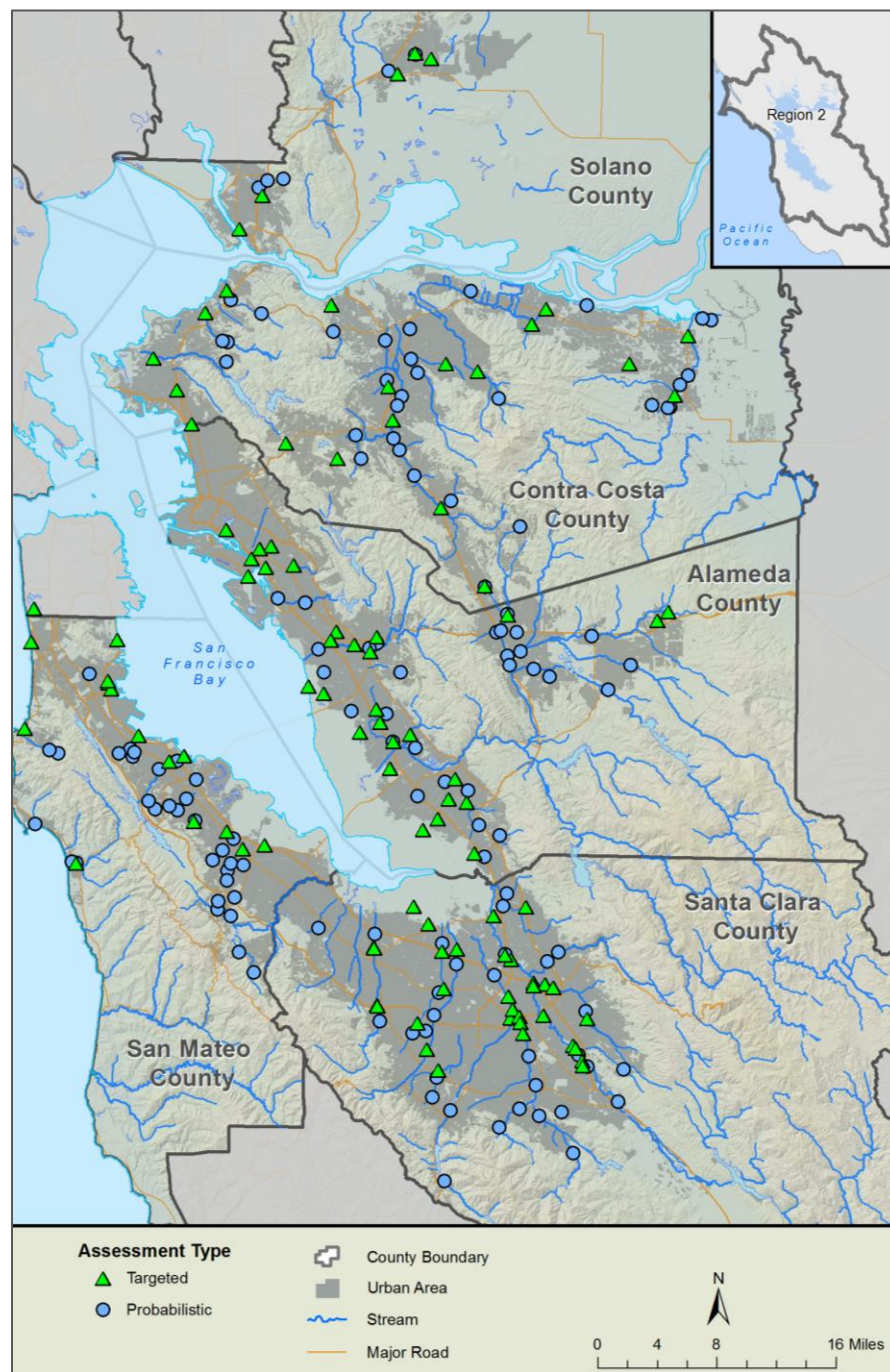 Region 2
Pacific
Ocean
Solano
County
Contra Costa
County
Alameda
County
San
Francisco
Bay
Santa Clara
County
San Mateo
County
Assessment Type
Targeted
Probabilistic
County Boundary
Urban Area
Stream
Major Road
N
0 4 8 16 Miles